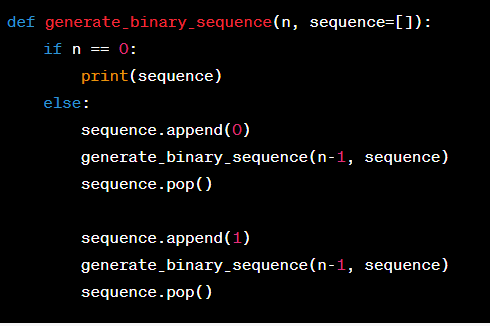 def generate_binary_sequence(n, sequence=[]):
    if n == 0:
        print(sequence)
    else:
        sequence.append(0)
        generate_binary_sequence(n-1, sequence)
        sequence.pop()

        sequence.append(1)
        generate_binary_sequence(n-1, sequence)
        sequence.pop()